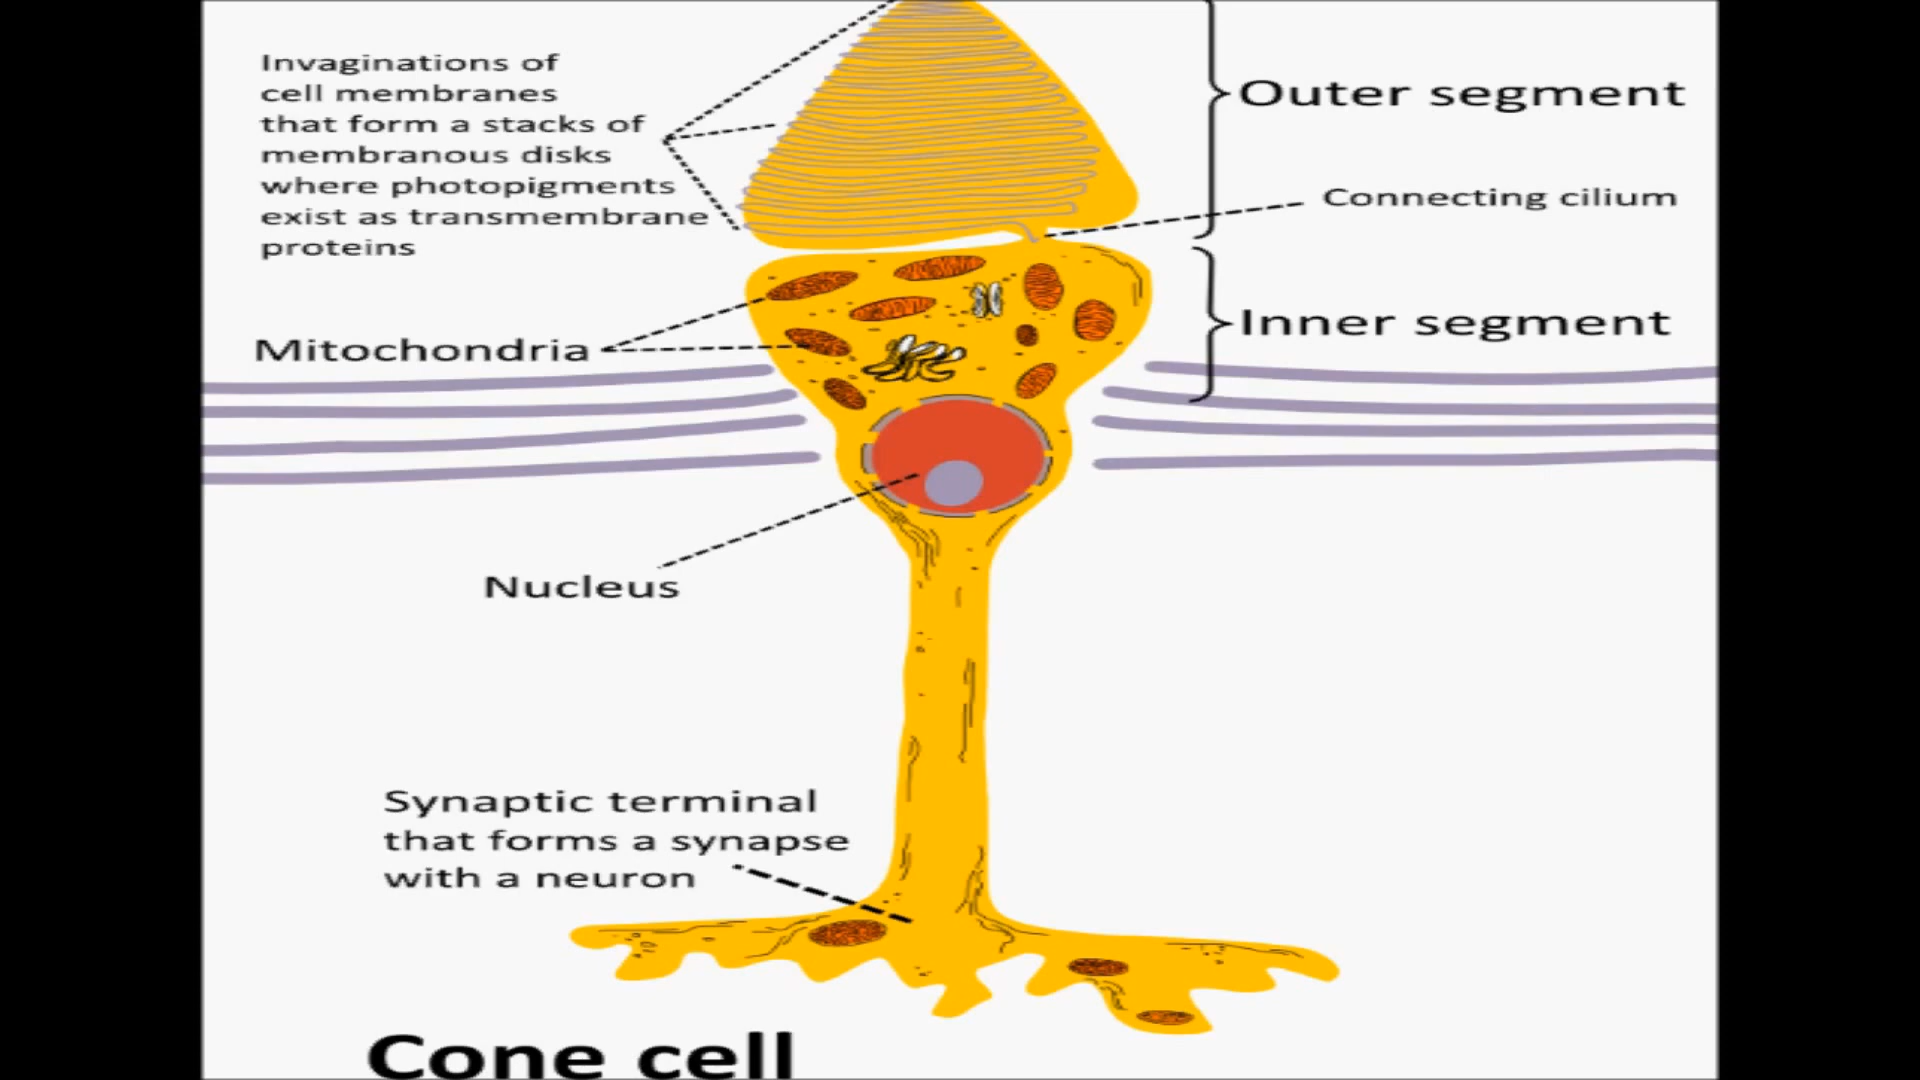 Invaginations of
cell membranes
that form a stacks of
membranous disks
where photopigments
exist as transmembrane
proteins
Outer segment
Connecting cilium
Mitochondria
Inner segment
Nucleus
Synaptic terminal
that forms a synapse
with a neuron
Cone cell